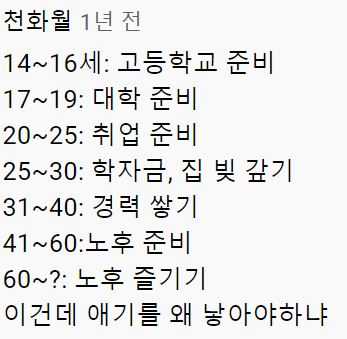 천화월 1년 전
14~16세: 고등학교 준비
17~19: 대학 준비
20~25: 취업 준비
25~30: 학자금, 집 빚 갚기
31~40: 경력 쌓기
41~60:노후 준비
60~?: 노후 즐기기
이건데 애기를 왜 낳아야하냐